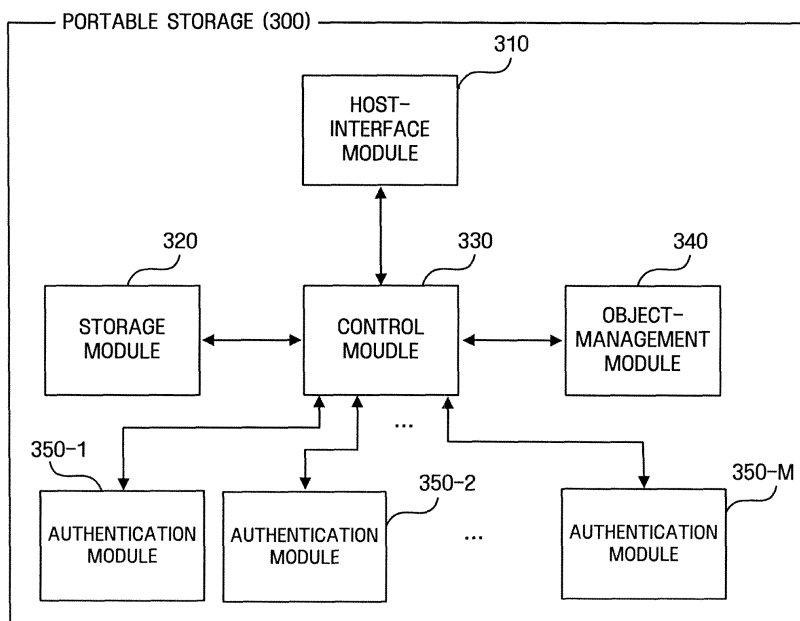 PORTABLE STORAGE (300)
310
HOST-
INTERFACE
MODULE
320
330
340
STORAGE
MODULE
CONTROL
MOUDLE
OBJECT-
MANAGEMENT
MODULE
...
350-1
350-2
350-M
AUTHENTICATION
MODULE
AUTHENTICATION
MODULE
...
AUTHENTICATION
MODULE